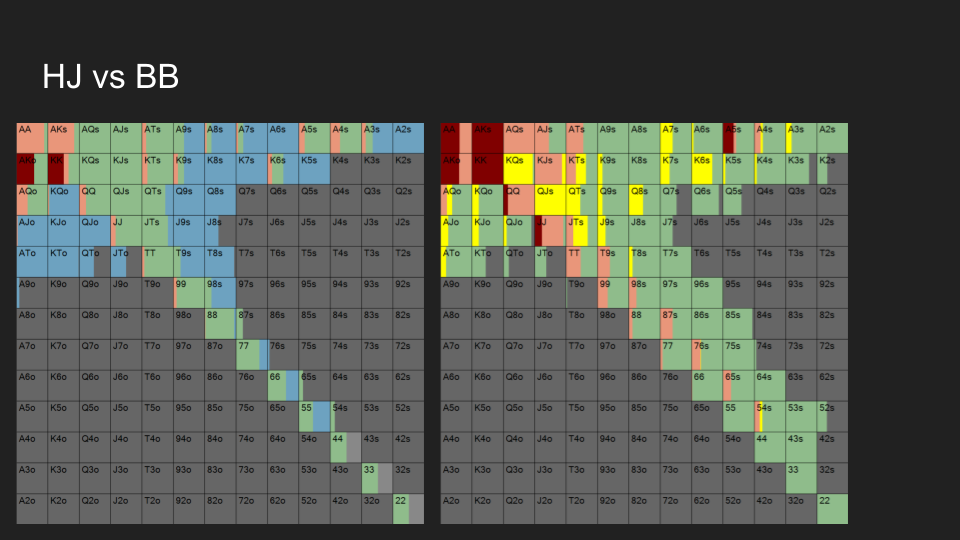 HJ vs BB
AA AKs AQs AJs ATs A9s A8s A7s A6s A5s A4s A3s A2s AA AKs AQs AJs ATs A9s A8s A7s A6s A5s A4s A3s A2s
AKo KK KQs KJs KTs K9s K8s K7s K6s K5s K4s K3s K2s AKo KK KQs KJs KTs K9s K8s K7s K6s K5s K4s K3s K2s
AQo KQo QQ QJs QTs Q9s Q8s Q7s Q6s Q5s Q4s Q3s Q2s AQo KQo QQ QJs QTs Q9s Q8s Q7s Q6s Q5s Q4s Q3s Q2s
AJo KJo QJo JJ JTs J9s J8s J7s J6s J5s J4s J3s J2s AJo KJo QJo JJ JTs J9s J8s J7s J6s J5s J4s J3s J2s
ATo KTo QTo JTo TT T9s T8s T7s T6s T5s T4s T3s T2s ATo KTo QTo JTo TT T9s T8s T7s T6s T5s T4s T3s T2s
A9o K9o Q9o J9o T9o 99 98s 97s 96s 95s 94s 93s 92s A9o K9o Q9o J9o T9o 99 98s 97s 96s 95s 94s 93s 92s
A8o K8o Q8o J8o T8o 98o 88 87s 86s 85s 84s 83s 82s A8o K8o Q8o J8o T8o 98o 88 87s 86s 85s 84s 83s 82s
A7o K7o Q7o J7o T7o 97o 87o 77 76s 75s 74s 73s 72s A7o K7o Q7o J7o T7o 97o 87o 77 76s 75s 74s 73s 72s
A6o K6o Q6o J6o T6o 96o 86o 76o 66 65s 64s 63s 62s A6o K6o Q6o J6o T6o 96o 86o 76o 66 65s 64s 63s 62s
A5o K5o Q5o J5o T5o 95o 85o 75o 65o 55 54s 53s 52s A5o K5o Q5o J5o T5o 95o 85o 75o 65o 55 54s 53s 52s
A4o K4o Q4o J4o T4o 94o 84o 74o 64o 54o 44 43s 42s A4o K4o Q4o J4o T4o 94o 84o 74o 64o 54o 44 43s 42s
A3o K3o Q3o J3o T3o 93o 83o 73o 63o 53o 43o 33 32s A3o K3o Q3o J3o T3o 93o 83o 73o 63o 53o 43o 33 32s
A2o K2o Q2o J2o T2o 92o 82o 72o 62o 52o 42o 32o 22 A2o K2o Q2o J2o T2o 92o 82o 72o 62o 52o 42o 32o 22